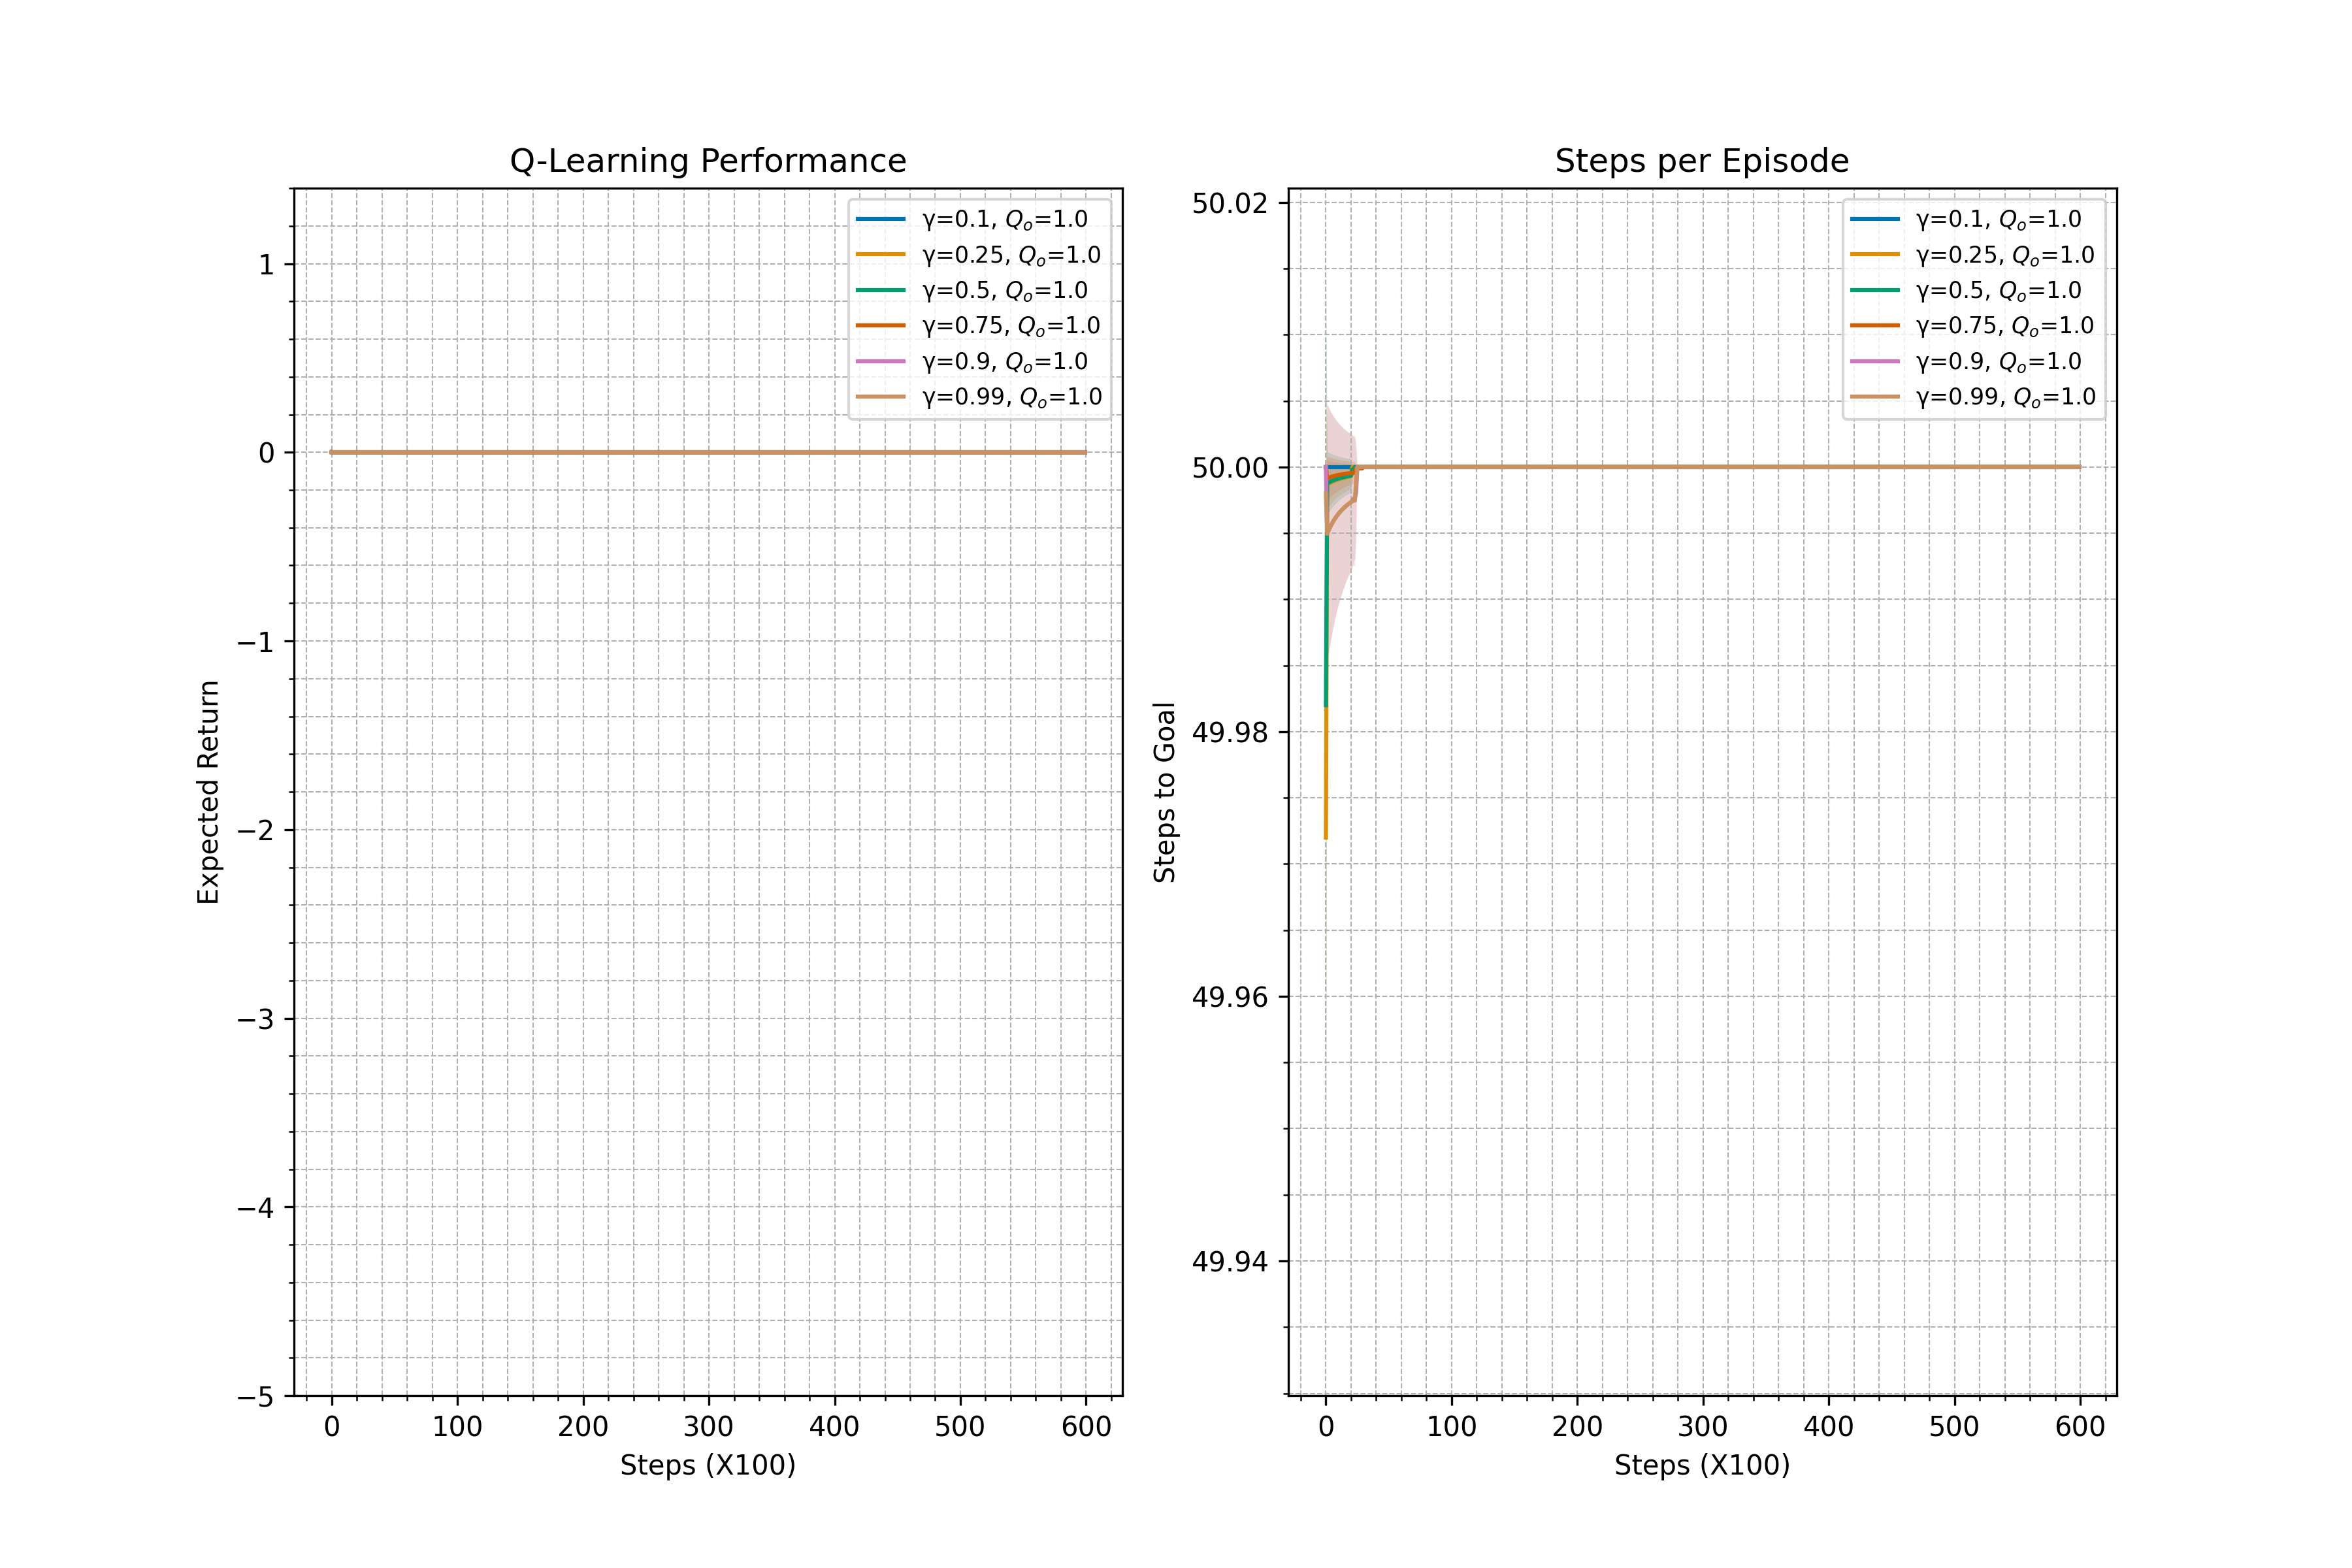 Q-Learning Performance
Expected Return
1
0
−1
−2
−3
−4
−5
0 100 200 300 400 500 600
Steps (X100)
γ=0.1, Qₒ=1.0
γ=0.25, Qₒ=1.0
γ=0.5, Qₒ=1.0
γ=0.75, Qₒ=1.0
γ=0.9, Qₒ=1.0
γ=0.99, Qₒ=1.0
Steps per Episode
Steps to Goal
50.02
50.00
49.98
49.96
49.94
0 100 200 300 400 500 600
Steps (X100)
γ=0.1, Qₒ=1.0
γ=0.25, Qₒ=1.0
γ=0.5, Qₒ=1.0
γ=0.75, Qₒ=1.0
γ=0.9, Qₒ=1.0
γ=0.99, Qₒ=1.0